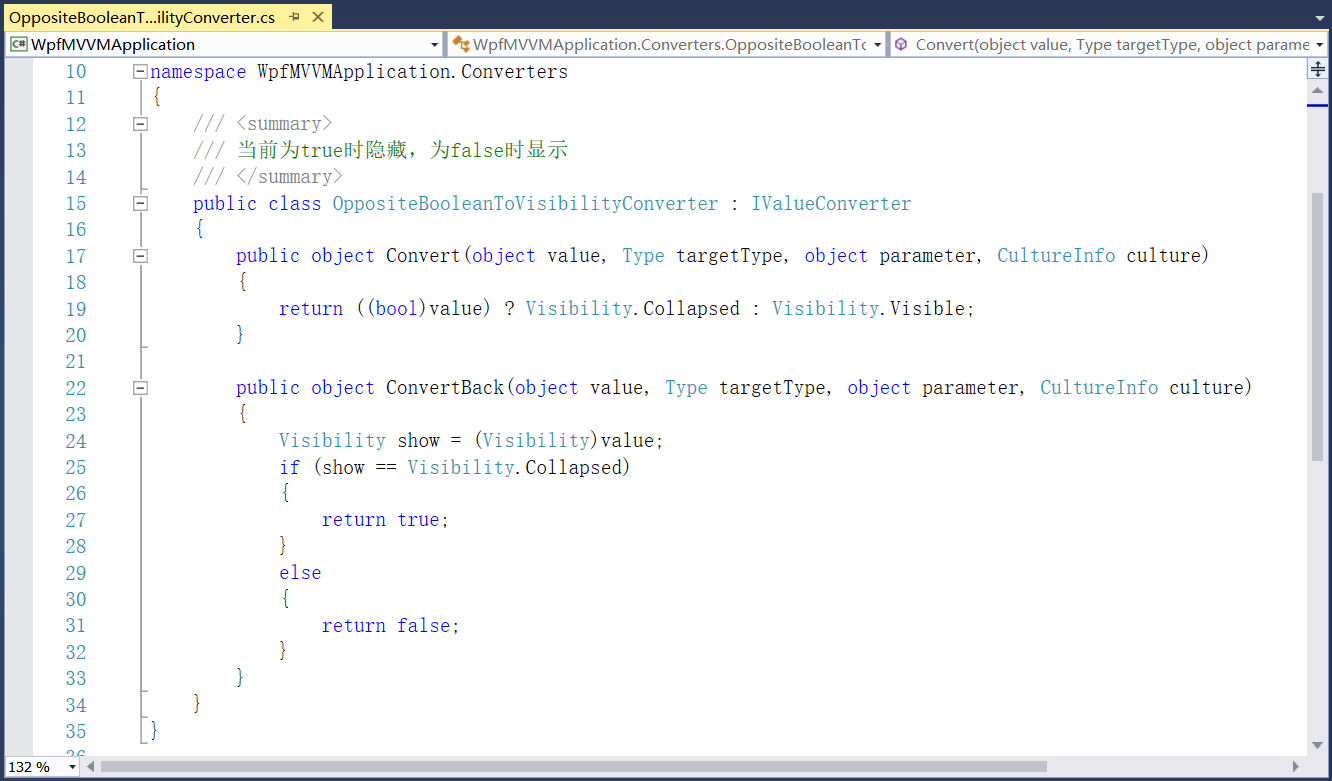 OppositeBooleanT...ilityConverter.cs
C# WpfMVVMApplication
WpfMVVMApplication.Converters.OppositeBooleanTo
Convert(object value, Type targetType, object parame
10 namespace WpfMVVMApplication.Converters
11 {
12 /// <summary>
13 /// 当前为true时隐藏，为false时显示
14 /// </summary>
15 public class OppositeBooleanToVisibilityConverter : IValueConverter
16 {
17 public object Convert(object value, Type targetType, object parameter, CultureInfo culture)
18 {
19 return ((bool)value) ? Visibility.Collapsed : Visibility.Visible;
20 }
21
22 public object ConvertBack(object value, Type targetType, object parameter, CultureInfo culture)
23 {
24 Visibility show = (Visibility)value;
25 if (show == Visibility.Collapsed)
26 {
27 return true;
28 }
29 else
30 {
31 return false;
32 }
33 }
34 }
35 }
132 %